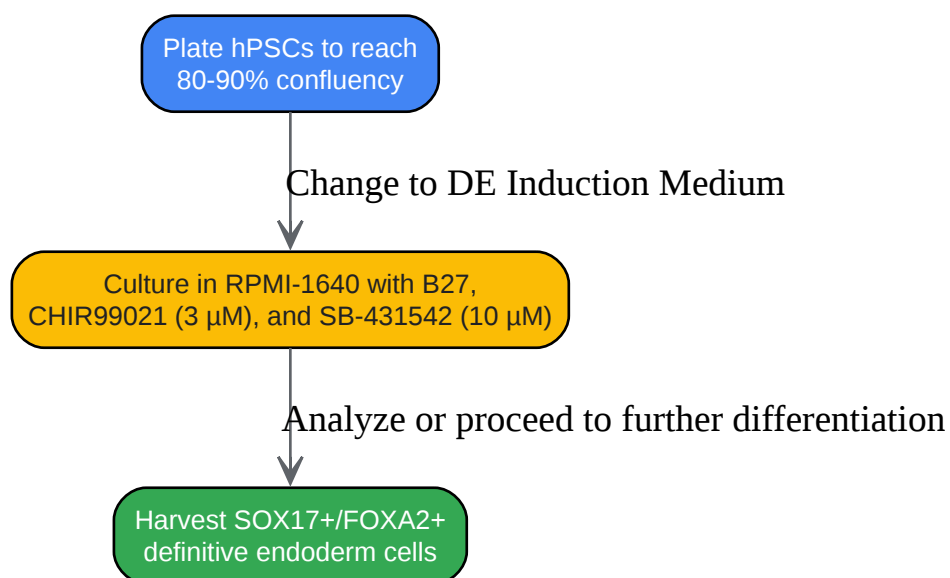 Plate hPSCs to reach
80-90% confluency
Change to DE Induction Medium
Culture in RPMI-1640 with B27,
CHIR99021 (3 µM), and SB-431542 (10 µM)
Analyze or proceed to further differentiation
Harvest SOX17+/FOXA2+
definitive endoderm cells